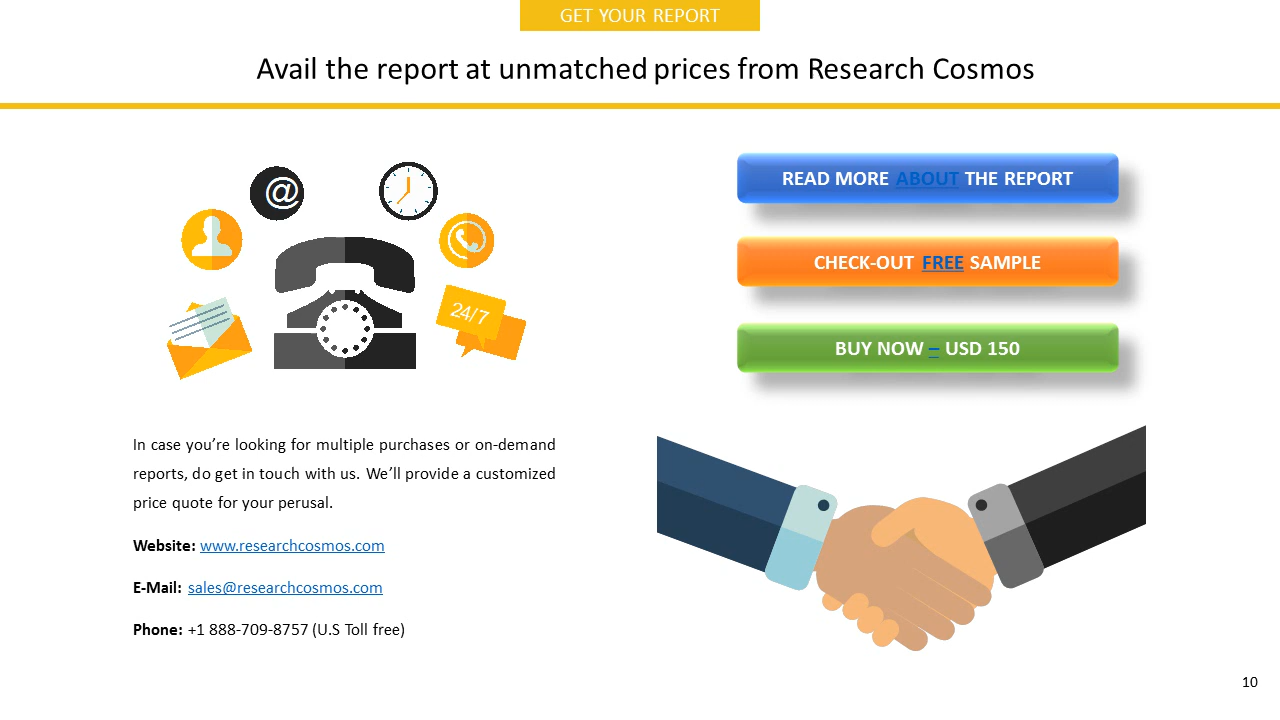 GET YOUR REPORT
Avail the report at unmatched prices from Research Cosmos
@
24/7
READ MORE ABOUT THE REPORT
CHECK-OUT FREE SAMPLE
BUY NOW – USD 150
In case you’re looking for multiple purchases or on-demand
reports, do get in touch with us. We’ll provide a customized
price quote for your perusal.
Website: www.researchcosmos.com
E-Mail: sales@researchcosmos.com
Phone: +1 888-709-8757 (U.S Toll free)
10